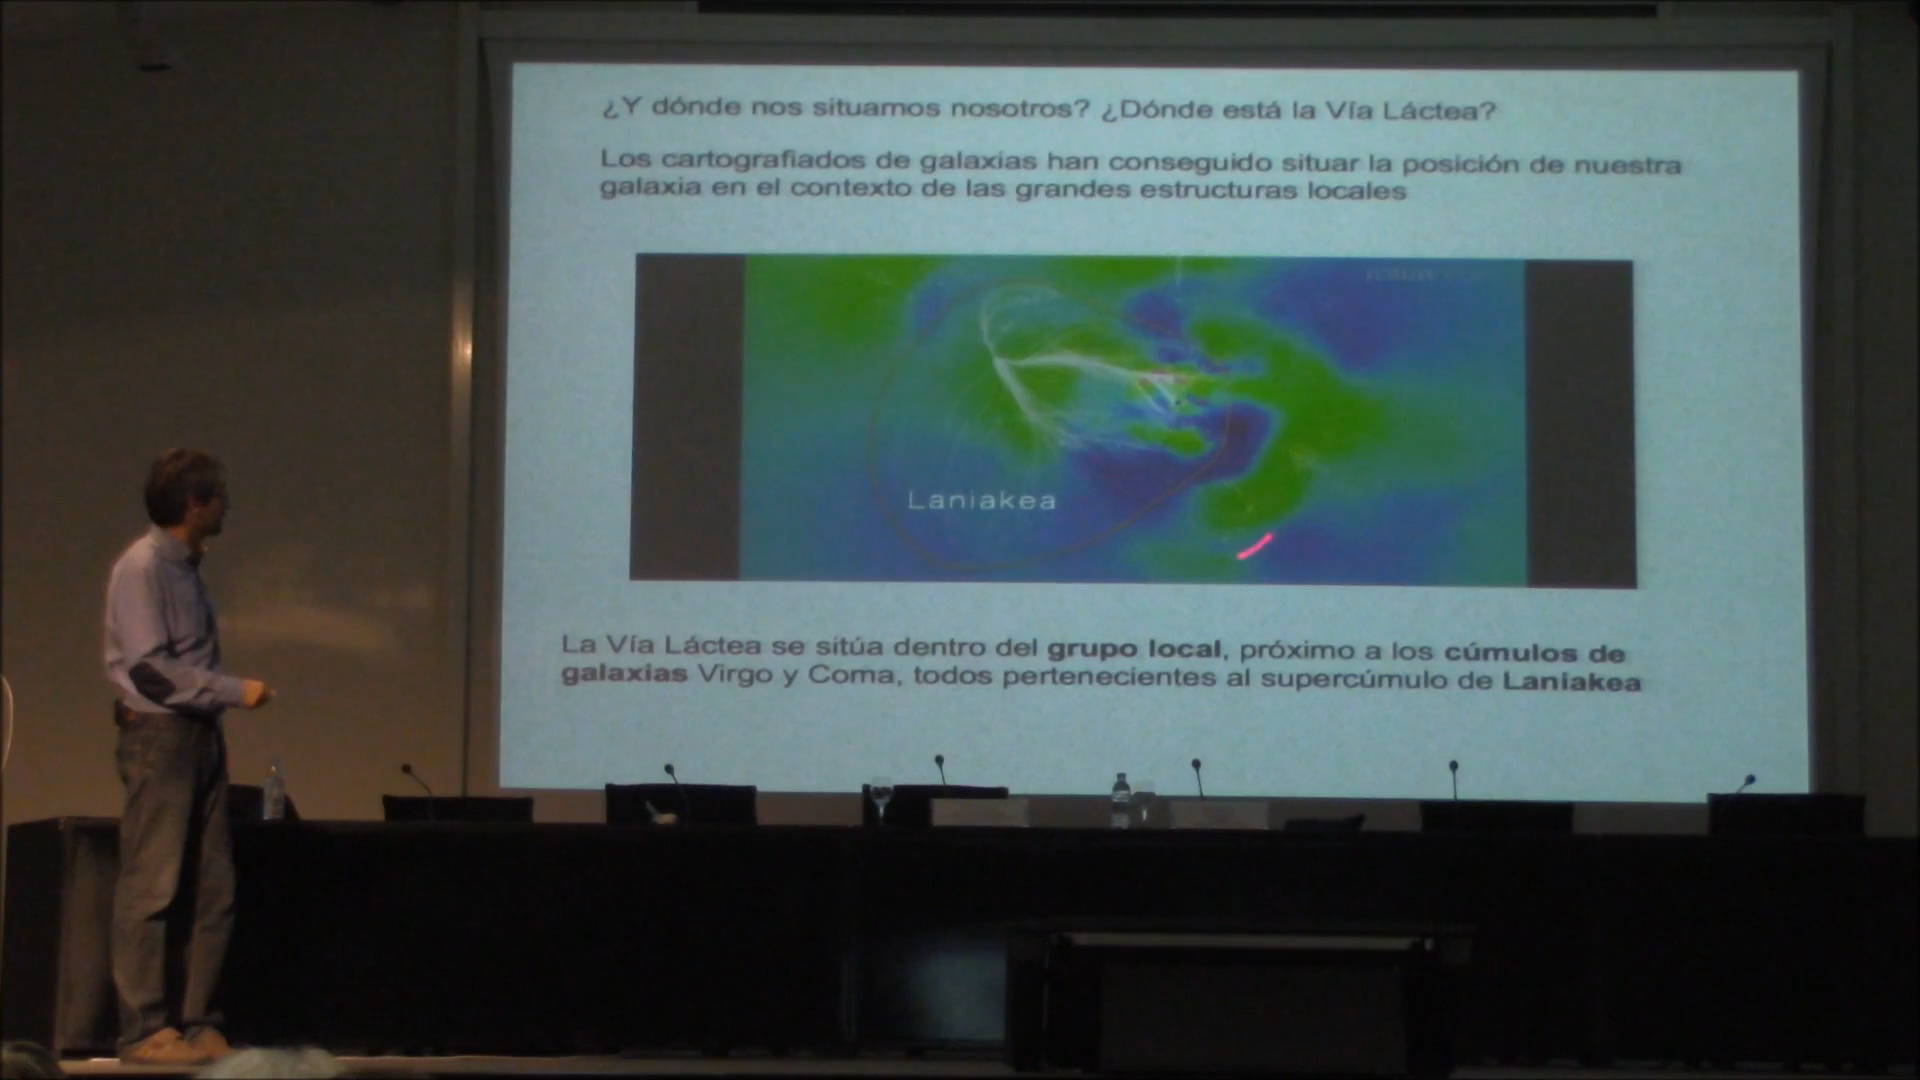 ¿Y dónde nos situamos nosotros? ¿Dónde está la Vía Láctea?
Los cartografiados de galaxias han conseguido situar la posición de nuestra
galaxia en el contexto de las grandes estructuras locales
Laniakea
La Vía Láctea se sitúa dentro del grupo local, próximo a los cúmulos de
galaxias Virgo y Coma, todos pertenecientes al supercúmulo de Laniakea